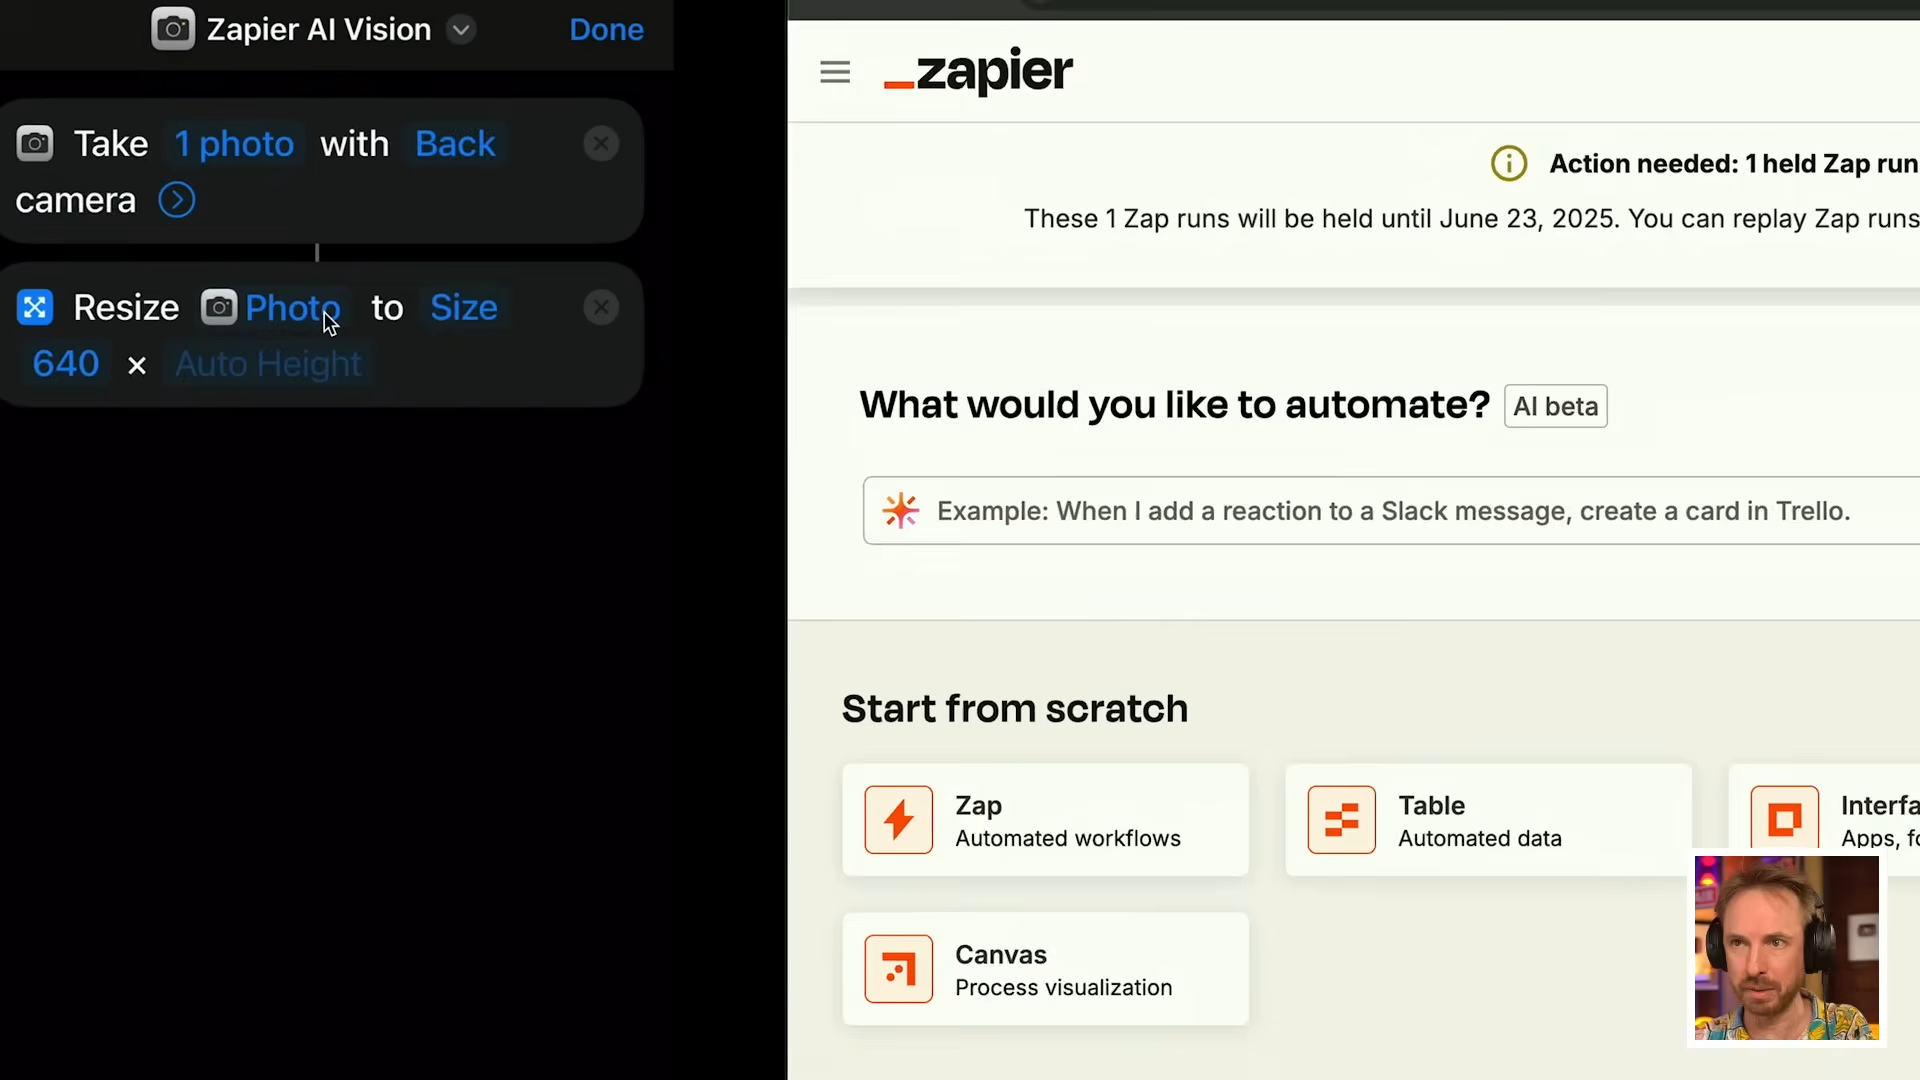 Zapier AI Vision
Done
Take 1 photo with Back
camera
Resize Photo to Size
640 × Auto Height
_zapier
Action needed: 1 held Zap run
These 1 Zap runs will be held until June 23, 2025. You can replay Zap runs
What would you like to automate?
AI beta
Example: When I add a reaction to a Slack message, create a card in Trello.
Start from scratch
Zap
Automated workflows
Table
Automated data
Interfa
Apps, fo
Canvas
Process visualization